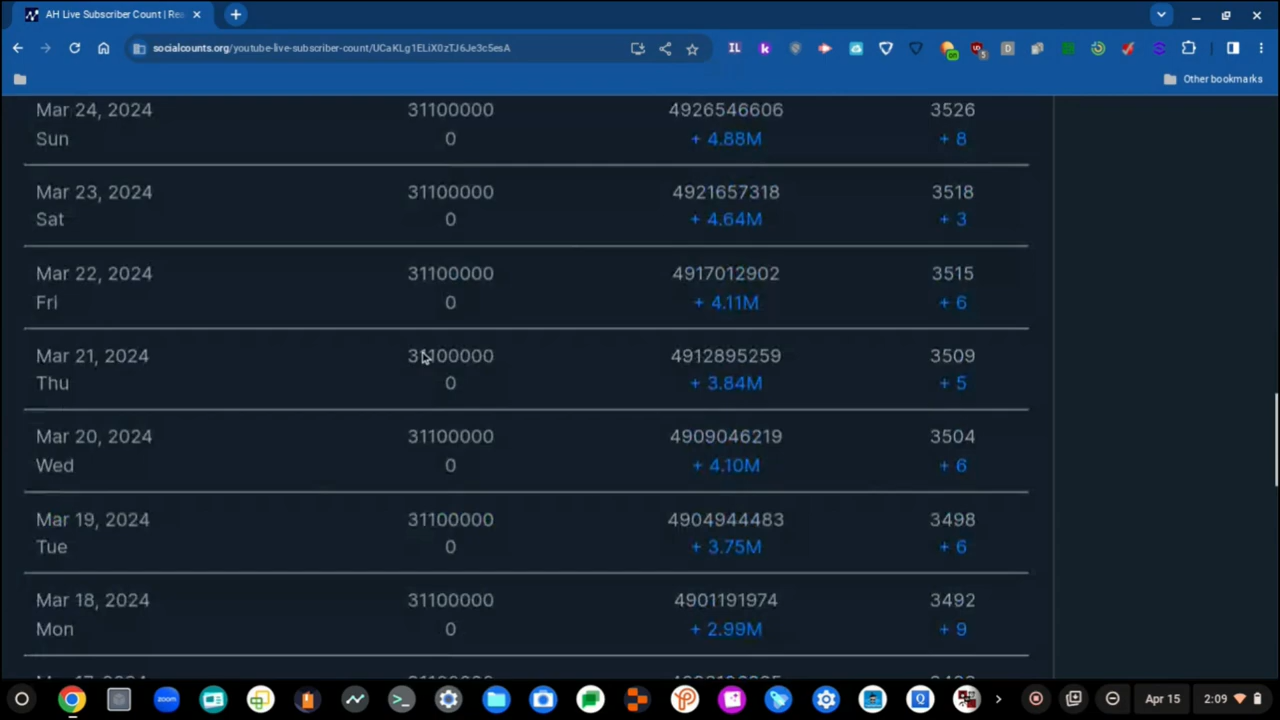 AH Live Subscriber Count | Rea
socialcounts.org/youtube-live-subscriber-count/UCaKLg1ELiX0zTJ6Je3c5esA
Other bookmarks
Mar 24, 2024 31100000 4926546606 3526
Sun 0 + 4.88M + 8
Mar 23, 2024 31100000 4921657318 3518
Sat 0 + 4.64M + 3
Mar 22, 2024 31100000 4917012902 3515
Fri 0 + 4.11M + 6
Mar 21, 2024 31100000 4912895259 3509
Thu 0 + 3.84M + 5
Mar 20, 2024 31100000 4909046219 3504
Wed 0 + 4.10M + 6
Mar 19, 2024 31100000 4904944483 3498
Tue 0 + 3.75M + 6
Mar 18, 2024 31100000 4901191974 3492
Mon 0 + 2.99M + 9
zoom Apr 15 2:09